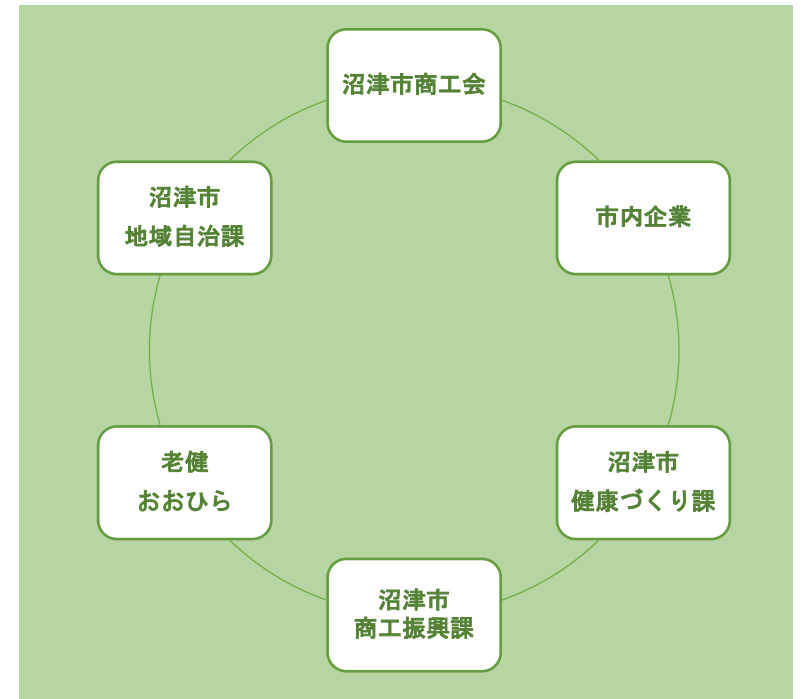 沼津市商工会
市内企業
沼津市
健康づくり課
沼津市
商工振興課
老健
おおひら
沼津市
地域自治課